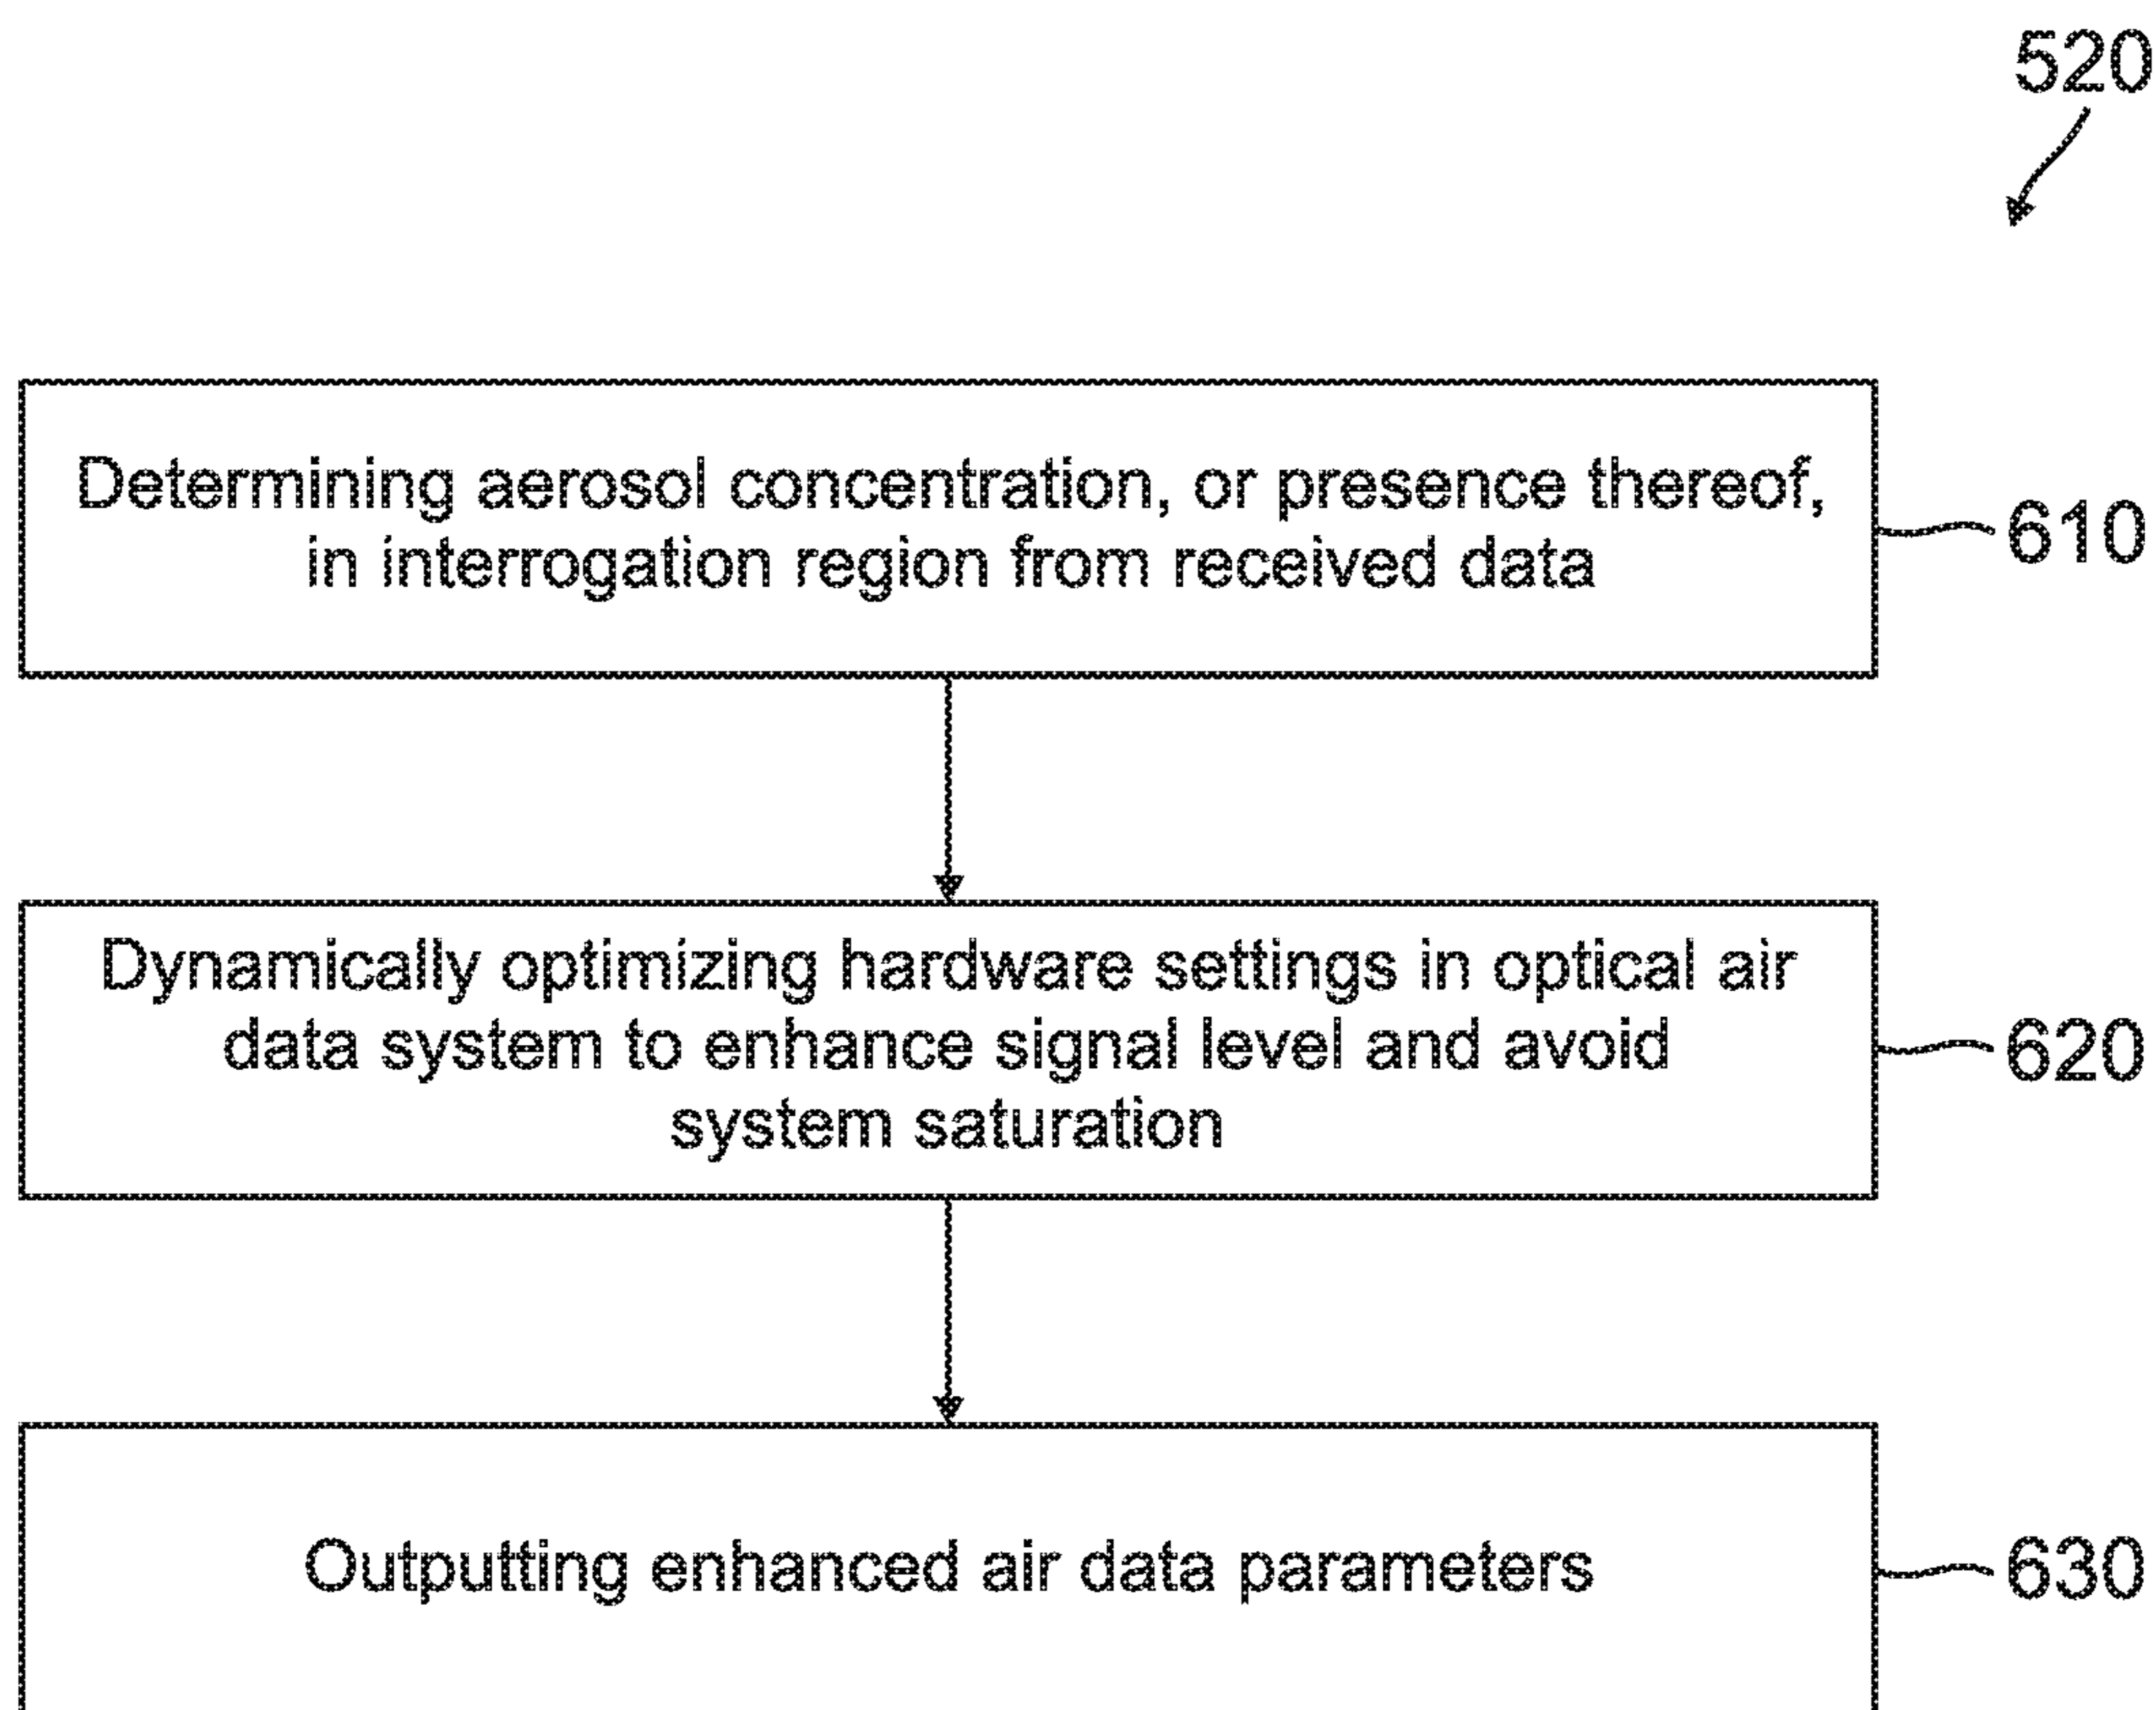 520
Determining aerosol concentration, or presence thereof,
in interrogation region from received data
610
Dynamically optimizing hardware settings in optical air
data system to enhance signal level and avoid
system saturation
620
Outputting enhanced air data parameters
630